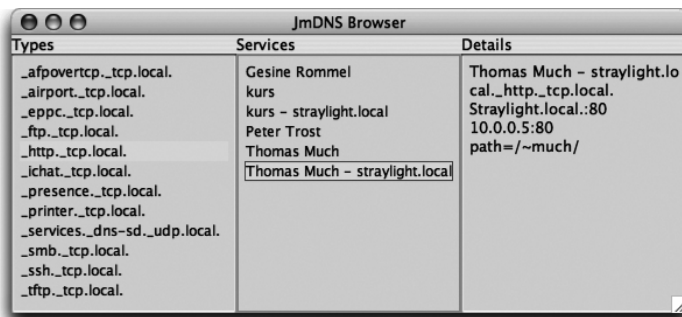 JmDNS Browser
Types
Services
Details
_afpovertcp._tcp.local.
_airport._tcp.local.
_eppc._tcp.local.
_ftp._tcp.local.
_http._tcp.local.
_ichat._tcp.local.
_presence._tcp.local.
_printer._tcp.local.
_services._dns-sd._udp.local.
_smb._tcp.local.
_ssh._tcp.local.
_tftp._tcp.local.
Gesine Rommel
kurs
kurs – straylight.local
Peter Trost
Thomas Much
Thomas Much – straylight.local
Thomas Much – straylight.lo
cal._http._tcp.local.
Straylight.local.:80
10.0.0.5:80
path=/~much/